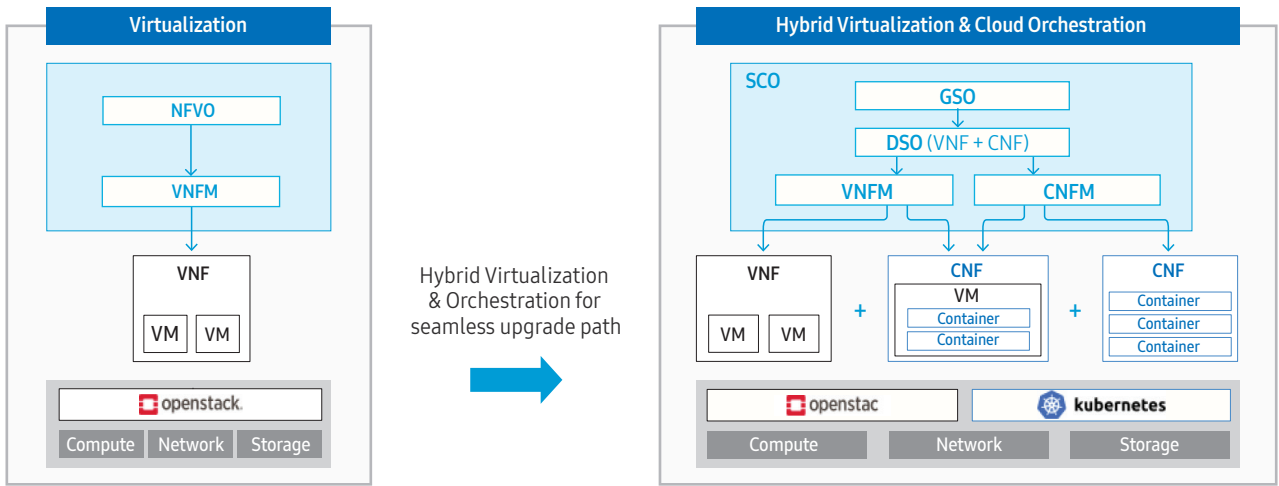 Virtualization
NFVO
VNFM
VNF
VM VM
openstack.
Compute Network Storage
Hybrid Virtualization
& Orchestration for
seamless upgrade path
Hybrid Virtualization & Cloud Orchestration
SCO
GSO
DSO (VNF + CNF)
VNFM CNFM
VNF
VM VM
+
CNF
VM
Container
Container
+
CNF
Container
Container
Container
openstac kubernetes
Compute Network Storage